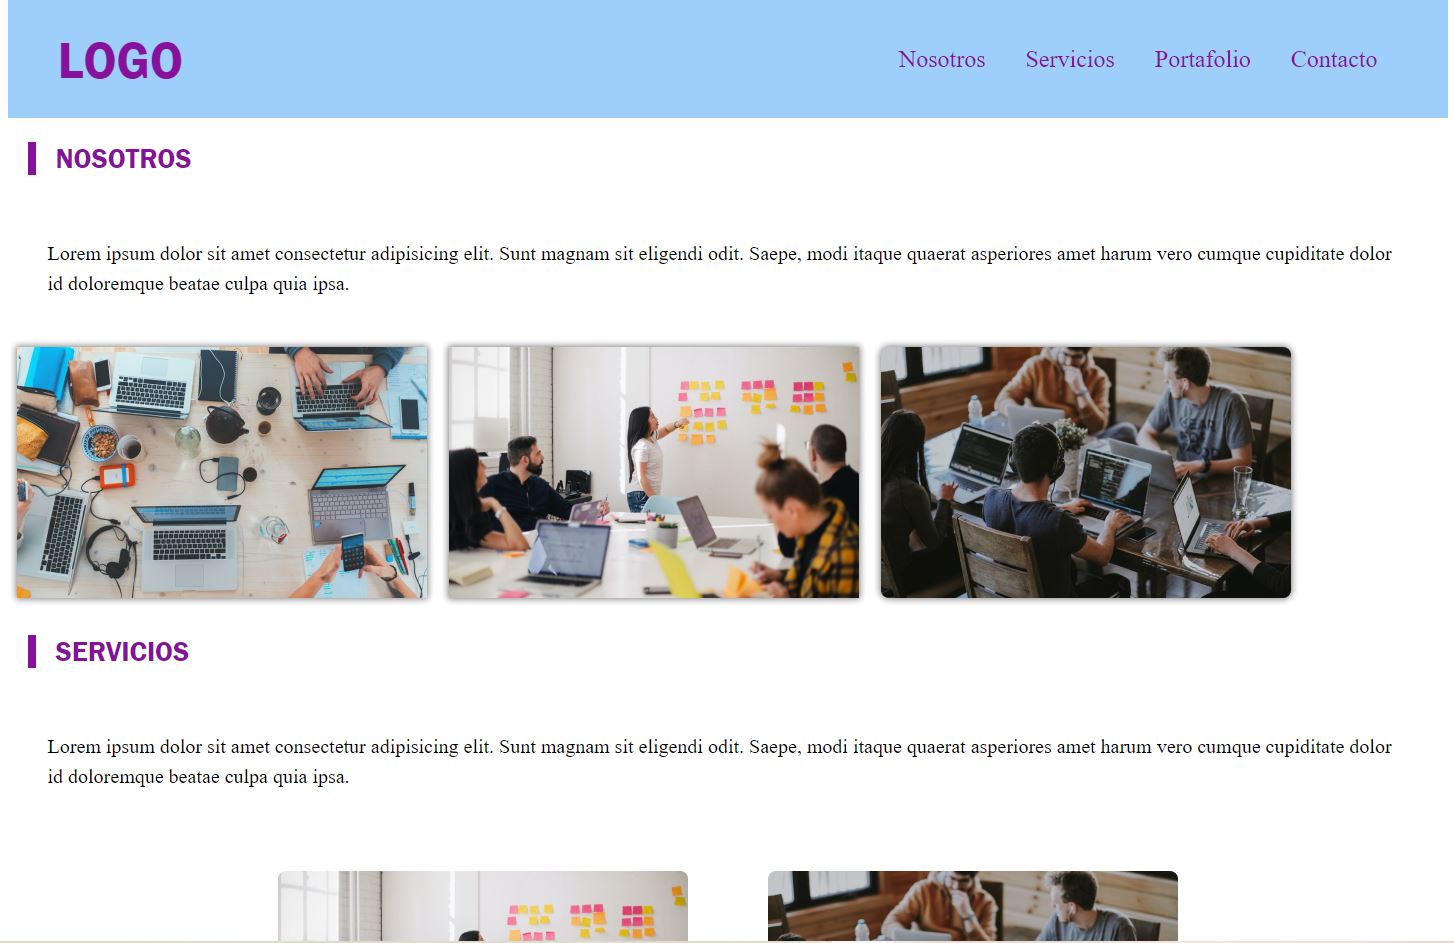 LOGO
Nosotros Servicios Portafolio Contacto
NOSOTROS
Lorem ipsum dolor sit amet consectetur adipisicing elit. Sunt magnam sit eligendi odit. Saepe, modi itaque quaerat asperiores amet harum vero cumque cupiditate dolor
id doloremque beatae culpa quia ipsa.
SERVICIOS
Lorem ipsum dolor sit amet consectetur adipisicing elit. Sunt magnam sit eligendi odit. Saepe, modi itaque quaerat asperiores amet harum vero cumque cupiditate dolor
id doloremque beatae culpa quia ipsa.